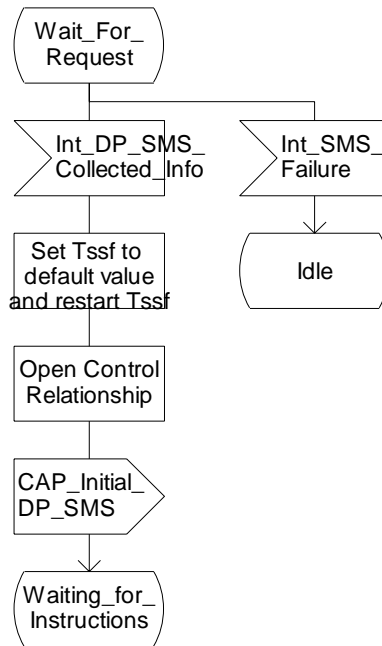 Wait_For_
Request
Int_DP_SMS_
Collected_Info
Int_SMS_
Failure
Set Tssf to
default value
and restart Tssf
Idle
Open Control
Relationship
CAP_Initial_
DP_SMS
Waiting_for_
Instructions